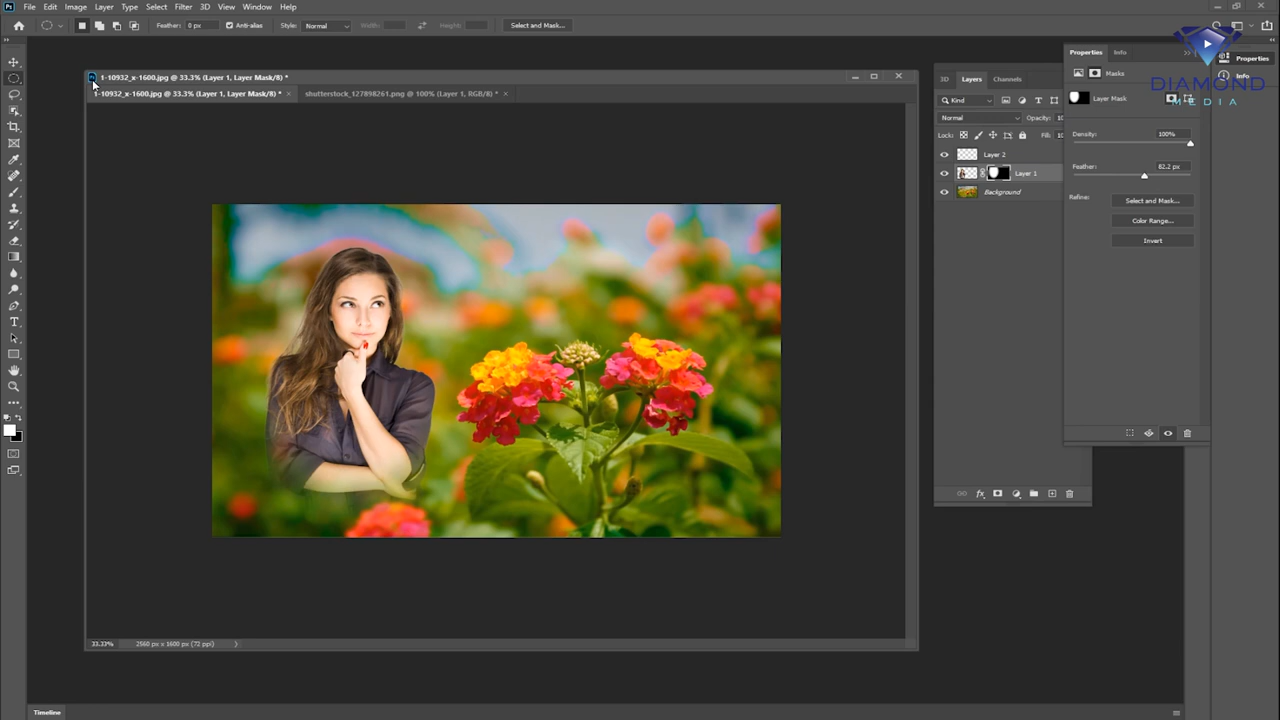 Ps File Edit Image Layer Type Select Filter 3D View Window Help
Feather: 0 px Anti-alias Style: Normal Width: Height: Select and Mask...
1-10932_x-1600.jpg @ 33.3% (Layer 1, Layer Mask/8) *
1-10932_x-1600.jpg @ 33.3% (Layer 1, Layer Mask/8) * × shutterstock_127898261.png @ 100% (Layer 1, RGB/8) * ×
33.33% 2560 px x 1600 px (72 ppi)
Timeline
3D Layers Channels
Kind
Normal Opacity:
Lock: Fill:
Layer 2
Layer 1
Background
Properties Info
Masks
Layer Mask
Density: 100%
Feather: 82.2 px
Refine: Select and Mask...
Color Range...
Invert
Properties
Info
DIAMOND
MEDIA